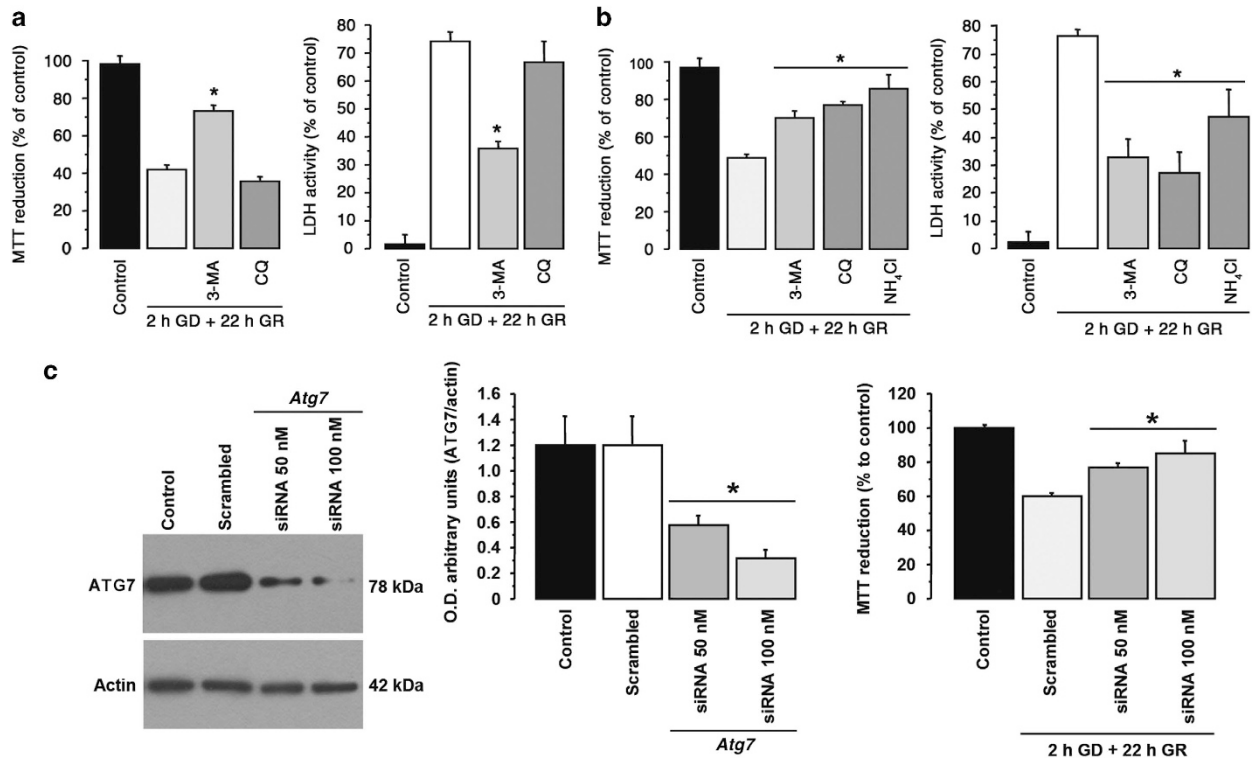 a
MTT reduction (% of control)
100
80
60
40
20
0
*
Control
3-MA
CQ
2 h GD + 22 h GR
LDH activity (% of control)
80
70
60
50
40
30
20
10
0
*
Control
3-MA
CQ
2 h GD + 22 h GR
b
MTT reduction (% of control)
100
80
60
40
20
0
*
Control
3-MA
CQ
NH₄Cl
2 h GD + 22 h GR
LDH activity (% of control)
80
70
60
50
40
30
20
10
0
*
Control
3-MA
CQ
NH₄Cl
2 h GD + 22 h GR
c
Atg7
Control
Scrambled
siRNA 50 nM
siRNA 100 nM
ATG7
78 kDa
Actin
42 kDa
O.D. arbitrary units (ATG7/actin)
1.6
1.4
1.2
1
0.8
0.6
0.4
0.2
0
*
Control
Scrambled
siRNA 50 nM
siRNA 100 nM
Atg7
MTT reduction (% to control)
120
100
80
60
40
20
0
*
Control
Scrambled
siRNA 50 nM
siRNA 100 nM
2 h GD + 22 h GR